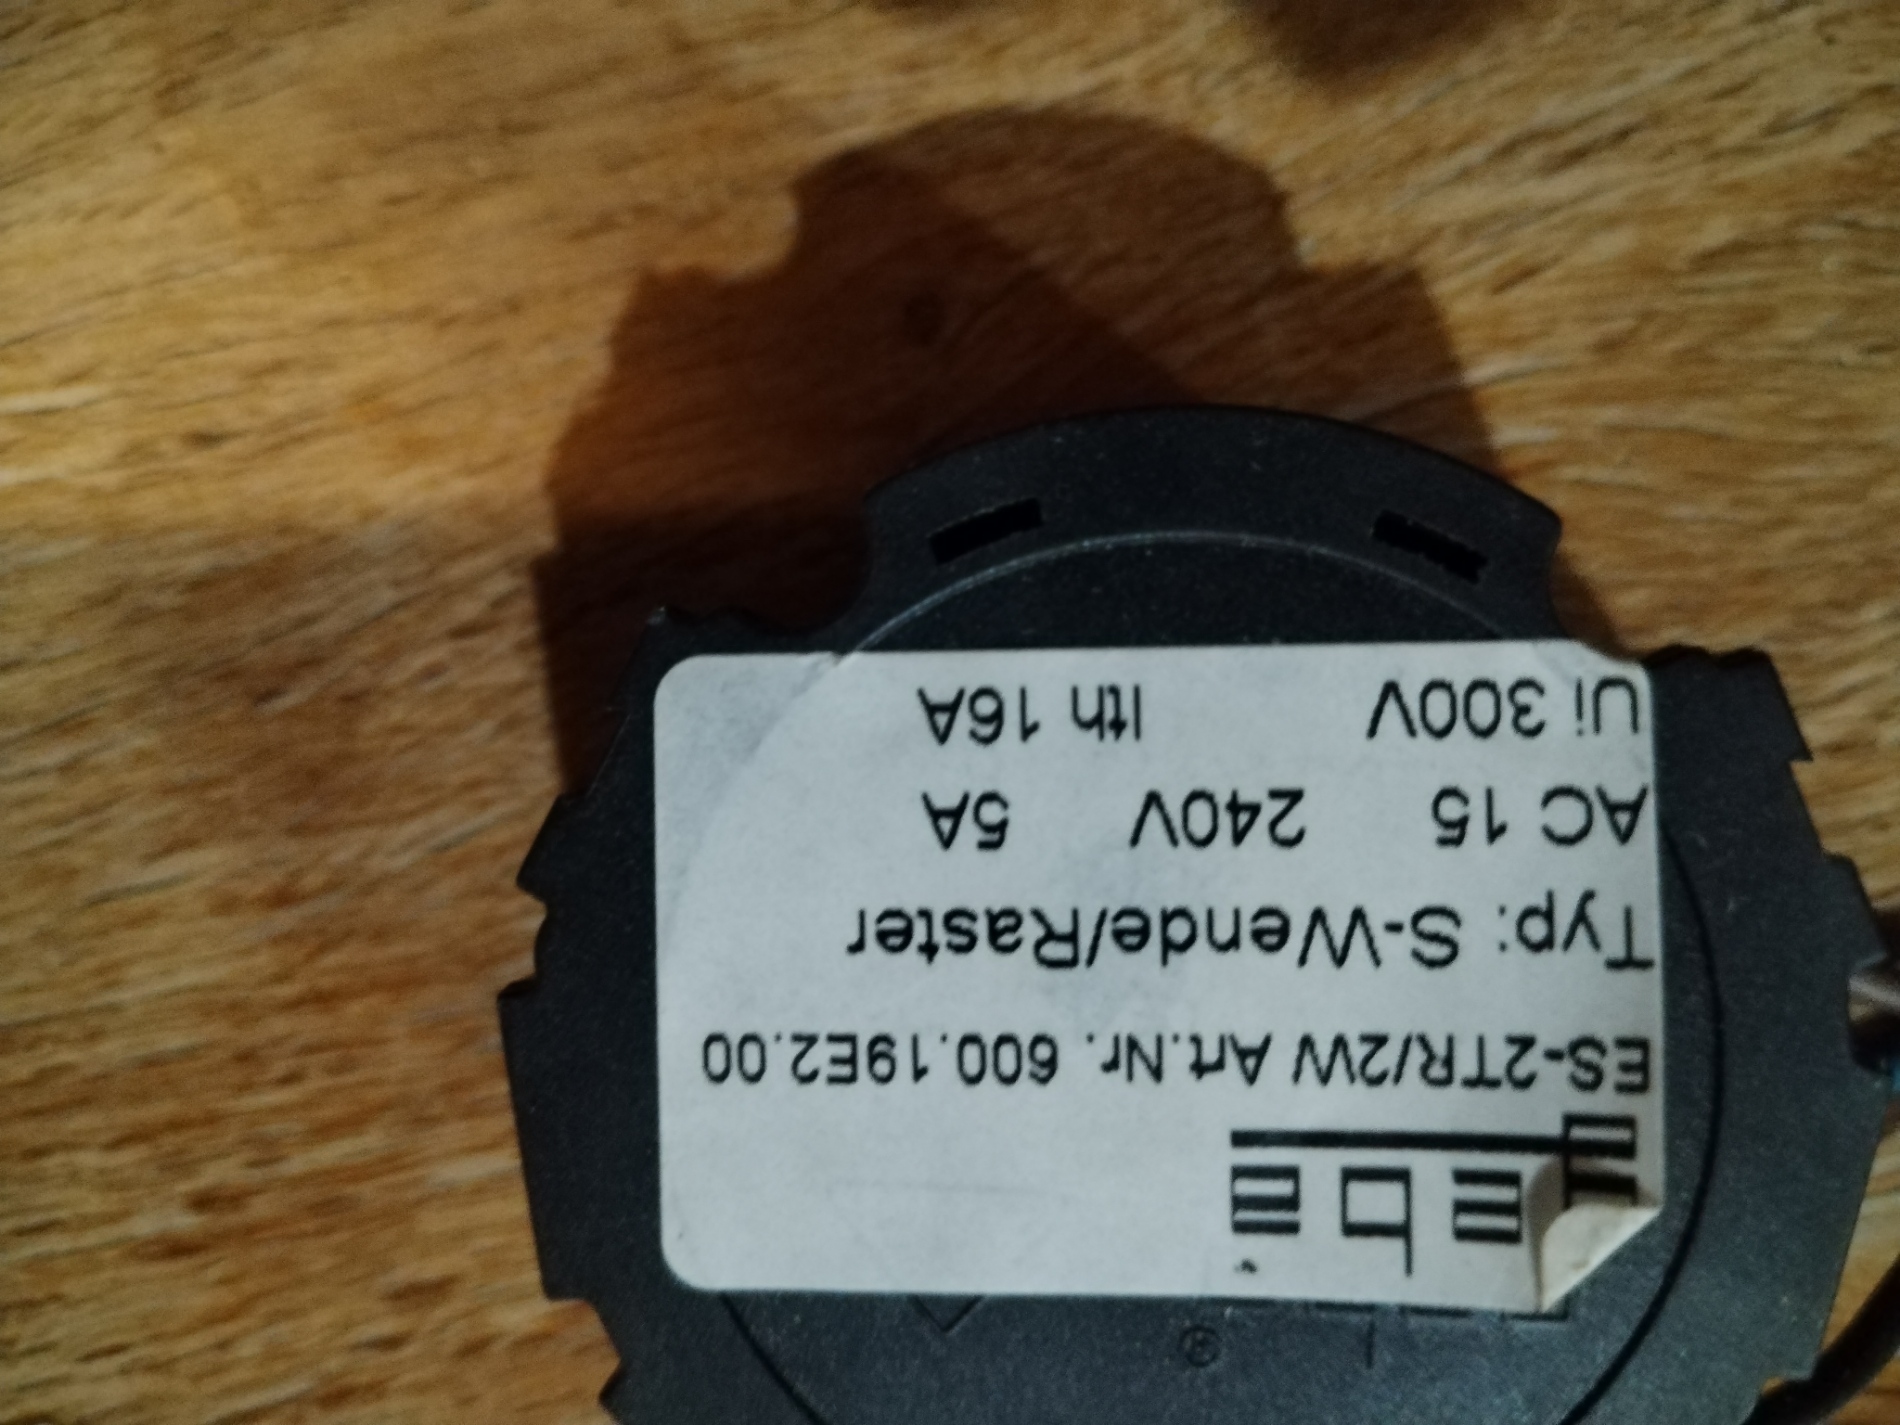 ES-2TR/2W Art.Nr. 600.19E2.00
Typ: S-Wende/Raster
AC 15 240V 5A
Ui 300V Ith 16A